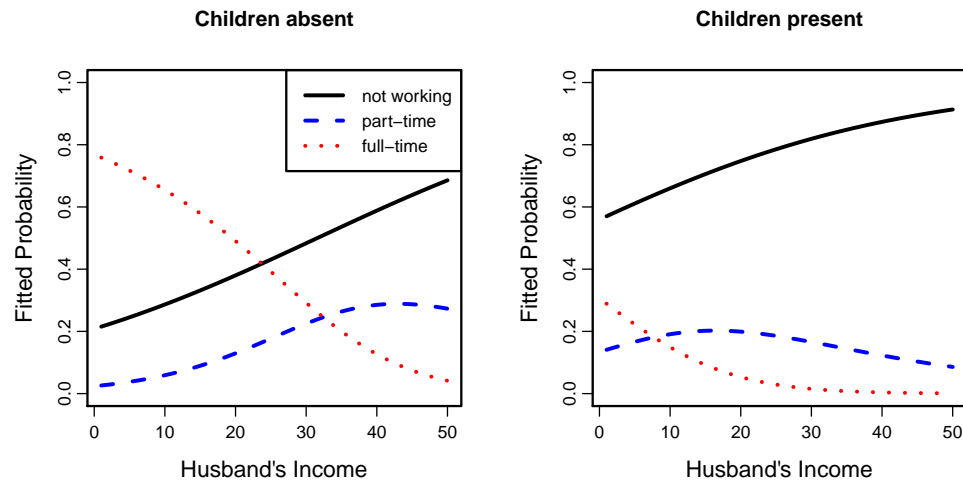 Children absent
Fitted Probability
1.0
0.8
0.6
0.4
0.2
0.0
not working
part−time
full−time
0 10 20 30 40 50
Husband's Income
Children present
Fitted Probability
1.0
0.8
0.6
0.4
0.2
0.0
0 10 20 30 40 50
Husband's Income